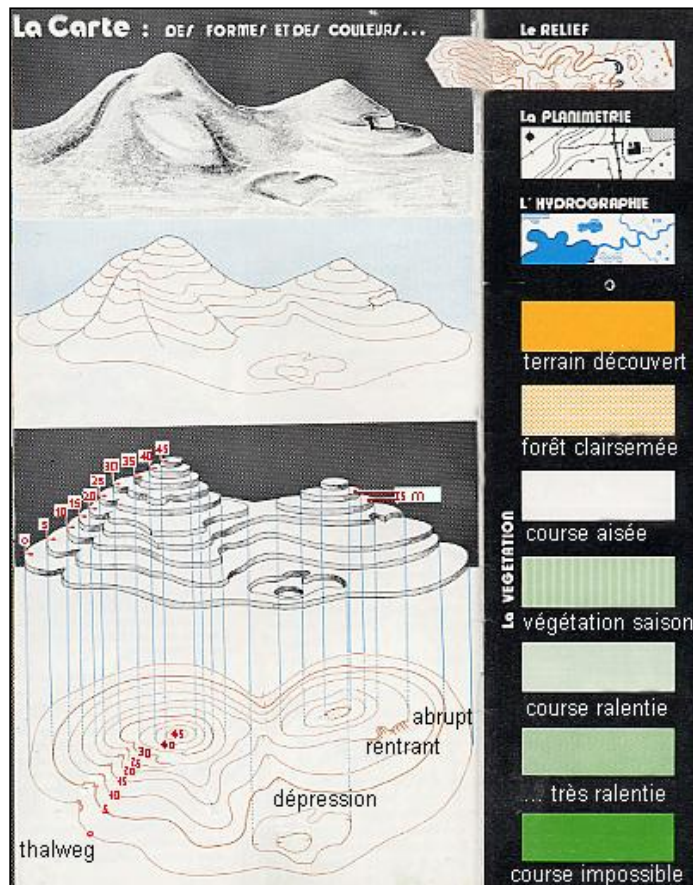 La Carte : DES FORMES ET DES COULEURS...
0
5
10
15
20
25
30
35
40
45
15 M
45
40
30
25
20
15
10
5
0
abrupt
rentrant
dépression
thalweg
Le RELIEF
La PLANIMETRIE
L'HYDROGRAPHIE
La VEGETATION
terrain découvert
forêt clairsemée
course aisée
végétation saison
course ralentie
.... très ralentie
course impossible